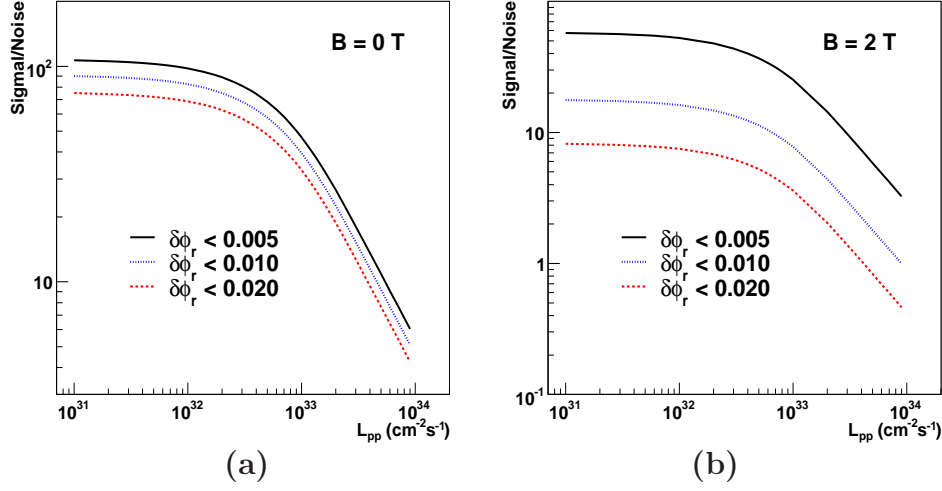 Sigmal/Noise
B = 0 T
10²
10
δϕr < 0.005
δϕr < 0.010
δϕr < 0.020
10³¹ 10³² 10³³ 10³⁴
Lpp (cm⁻²s⁻¹)
(a)
Signal/Noise
B = 2 T
10
1
10⁻¹
δϕr < 0.005
δϕr < 0.010
δϕr < 0.020
10³¹ 10³² 10³³ 10³⁴
Lpp (cm⁻²s⁻¹)
(b)